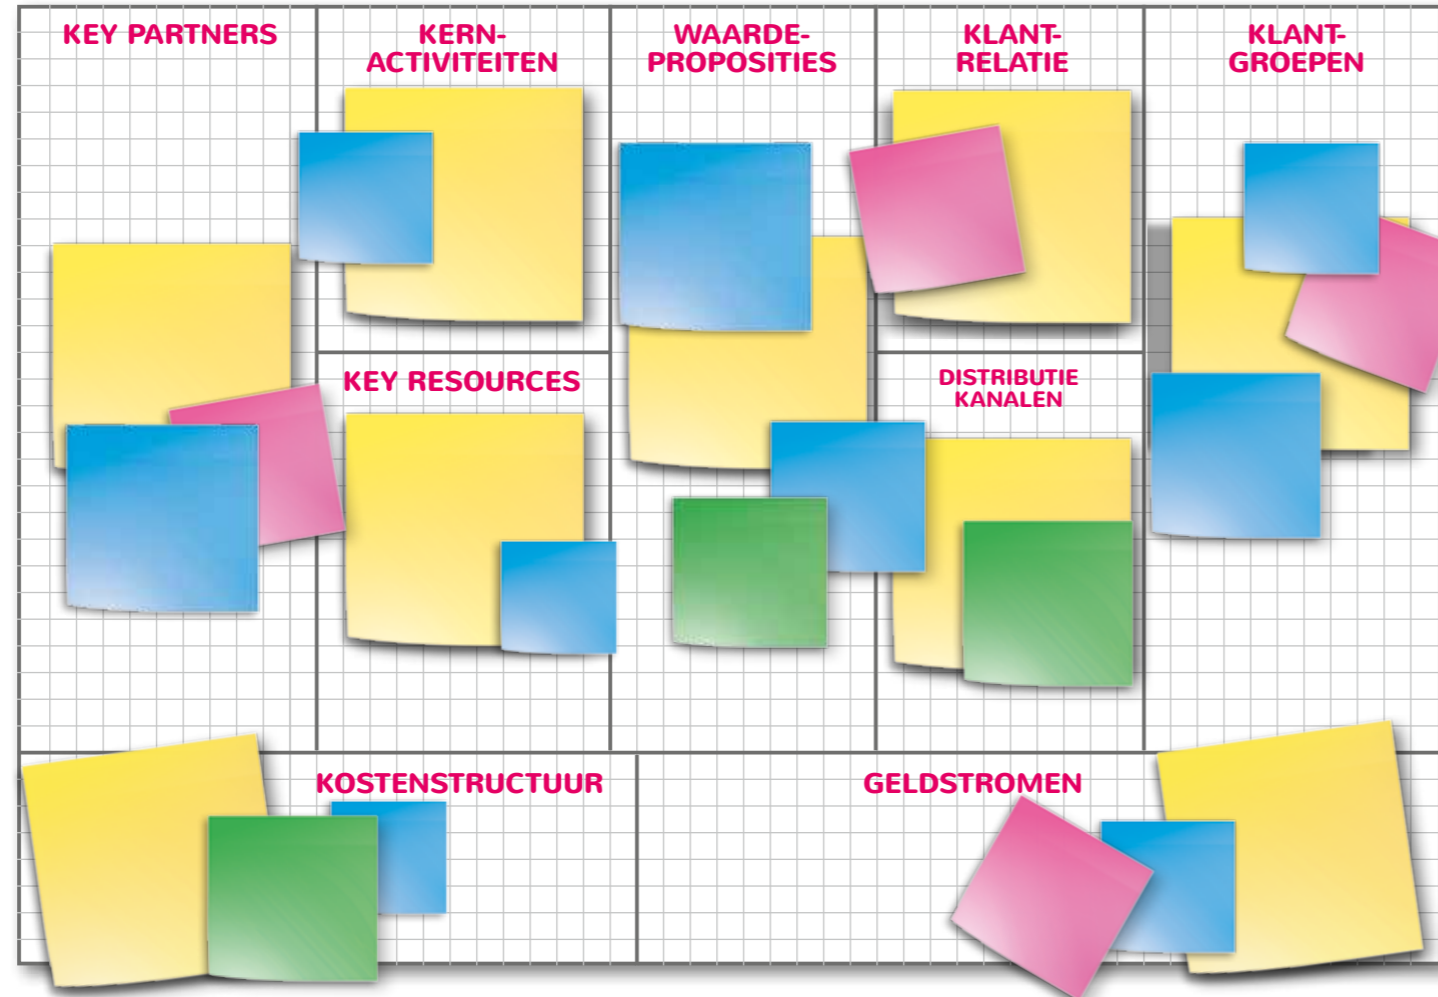 KEY PARTNERS
KERN-
ACTIVITEITEN
WAARDE-
PROPOSITIES
KLANT-
RELATIE
KLANT-
GROEPEN
KEY RESOURCES
DISTRIBUTIE
KANALEN
KOSTENSTRUCTUUR
GELDSTROMEN